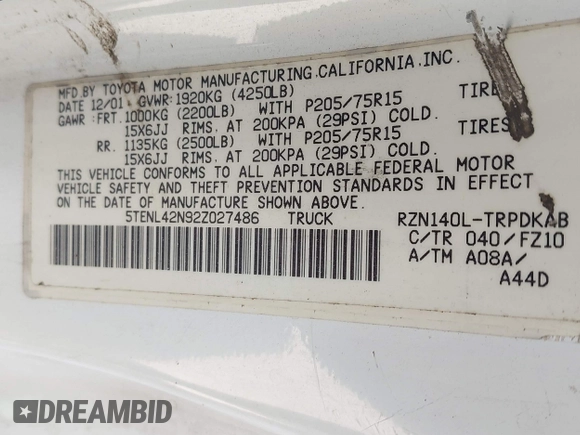 MFD.BY TOYOTA MOTOR MANUFACTURING,CALIFORNIA,INC.
DATE 12/01 GVWR 1920KG (4250LB)
GAWR:FRT.1000KG (2200LB) WITH P205/75R15 TIRE
15X6JJ RIMS. AT 200KPA (29PSI) COLD.
RR. 1135KG (2500LB) WITH P205/75R15 TIRES
15X6JJ RIMS. AT 200KPA (29PSI) COLD.
THIS VEHICLE CONFORMS TO ALL APPLICABLE FEDERAL MOTOR
VEHICLE SAFETY AND THEFT PREVENTION STANDARDS IN EFFECT
ON THE DATE OF MANUFACTURE SHOWN ABOVE.
5TENL42N92Z027486 TRUCK RZN140L-TRPDKAB
C/TR 040/FZ10
A/TM A08A/
A44D
DREAMBID